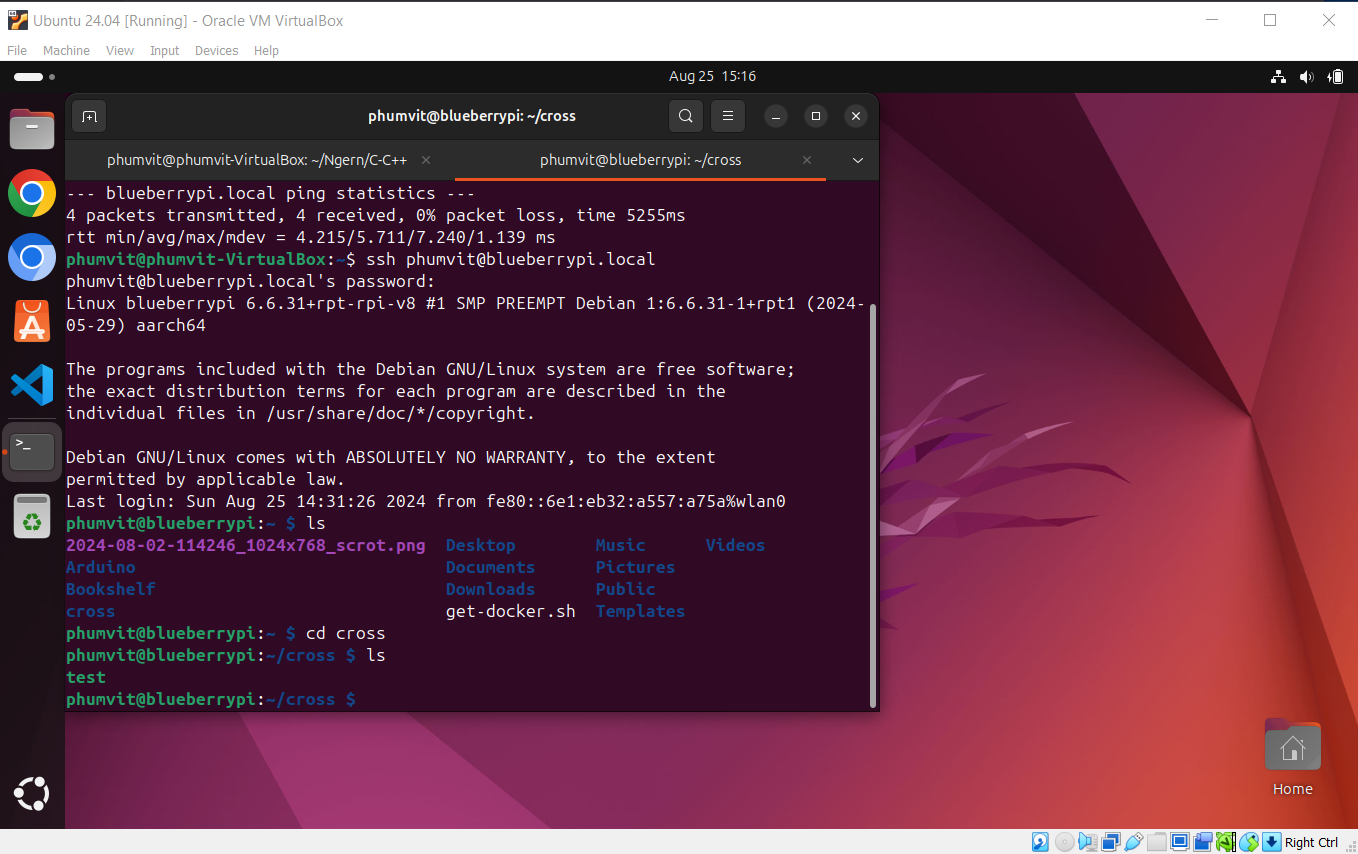 Ubuntu 24.04 [Running] - Oracle VM VirtualBox
File Machine View Input Devices Help
Aug 25 15:16
phumvit@blueberrypi: ~/cross
phumvit@phumvit-VirtualBox: ~/Ngern/C-C++
phumvit@blueberrypi: ~/cross
--- blueberrypi.local ping statistics ---
4 packets transmitted, 4 received, 0% packet loss, time 5255ms
rtt min/avg/max/mdev = 4.215/5.711/7.240/1.139 ms
phumvit@phumvit-VirtualBox:~$ ssh phumvit@blueberrypi.local
phumvit@blueberrypi.local's password:
Linux blueberrypi 6.6.31+rpt-rpi-v8 #1 SMP PREEMPT Debian 1:6.6.31-1+rpt1 (2024-
05-29) aarch64
The programs included with the Debian GNU/Linux system are free software;
the exact distribution terms for each program are described in the
individual files in /usr/share/doc/*/copyright.
Debian GNU/Linux comes with ABSOLUTELY NO WARRANTY, to the extent
permitted by applicable law.
Last login: Sun Aug 25 14:31:26 2024 from fe80::6e1:eb32:a557:a75a%wlan0
phumvit@blueberrypi:~ $ ls
2024-08-02-114246_1024x768_scrot.png Desktop Music Videos
Arduino Documents Pictures
Bookshelf Downloads Public
cross get-docker.sh Templates
phumvit@blueberrypi:~ $ cd cross
phumvit@blueberrypi:~/cross $ ls
test
phumvit@blueberrypi:~/cross $
Home
Right Ctrl